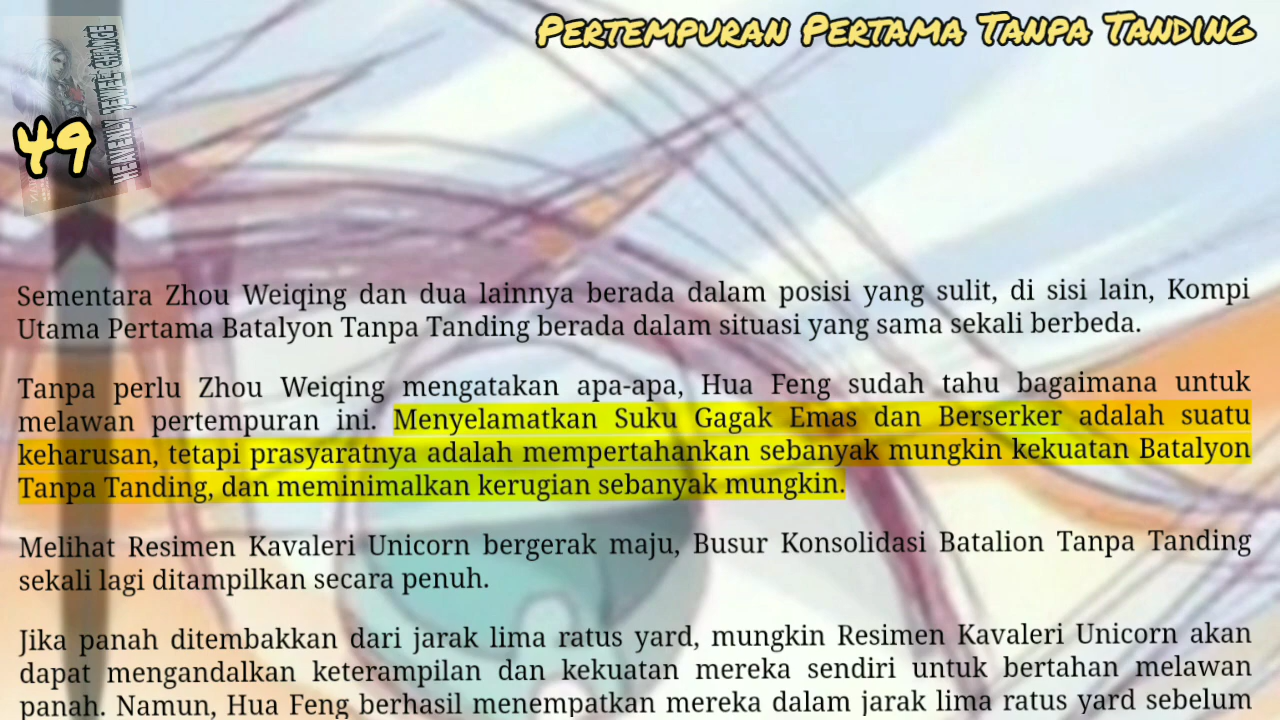 Pertempuran Pertama Tanpa Tanding
HEAVENLY JEWEL CHANGE
49
Sementara Zhou Weiqing dan dua lainnya berada dalam posisi yang sulit, di sisi lain, Kompi
Utama Pertama Batalyon Tanpa Tanding berada dalam situasi yang sama sekali berbeda.
Tanpa perlu Zhou Weiqing mengatakan apa-apa, Hua Feng sudah tahu bagaimana untuk
melawan pertempuran ini. Menyelamatkan Suku Gagak Emas dan Berserker adalah suatu
keharusan, tetapi prasyaratnya adalah mempertahankan sebanyak mungkin kekuatan Batalyon
Tanpa Tanding, dan meminimalkan kerugian sebanyak mungkin.
Melihat Resimen Kavaleri Unicorn bergerak maju, Busur Konsolidasi Batalion Tanpa Tanding
sekali lagi ditampilkan secara penuh.
Jika panah ditembakkan dari jarak lima ratus yard, mungkin Resimen Kavaleri Unicorn akan
dapat mengandalkan keterampilan dan kekuatan mereka sendiri untuk bertahan melawan
panah. Namun, Hua Feng berhasil menempatkan mereka dalam jarak lima ratus yard sebelum